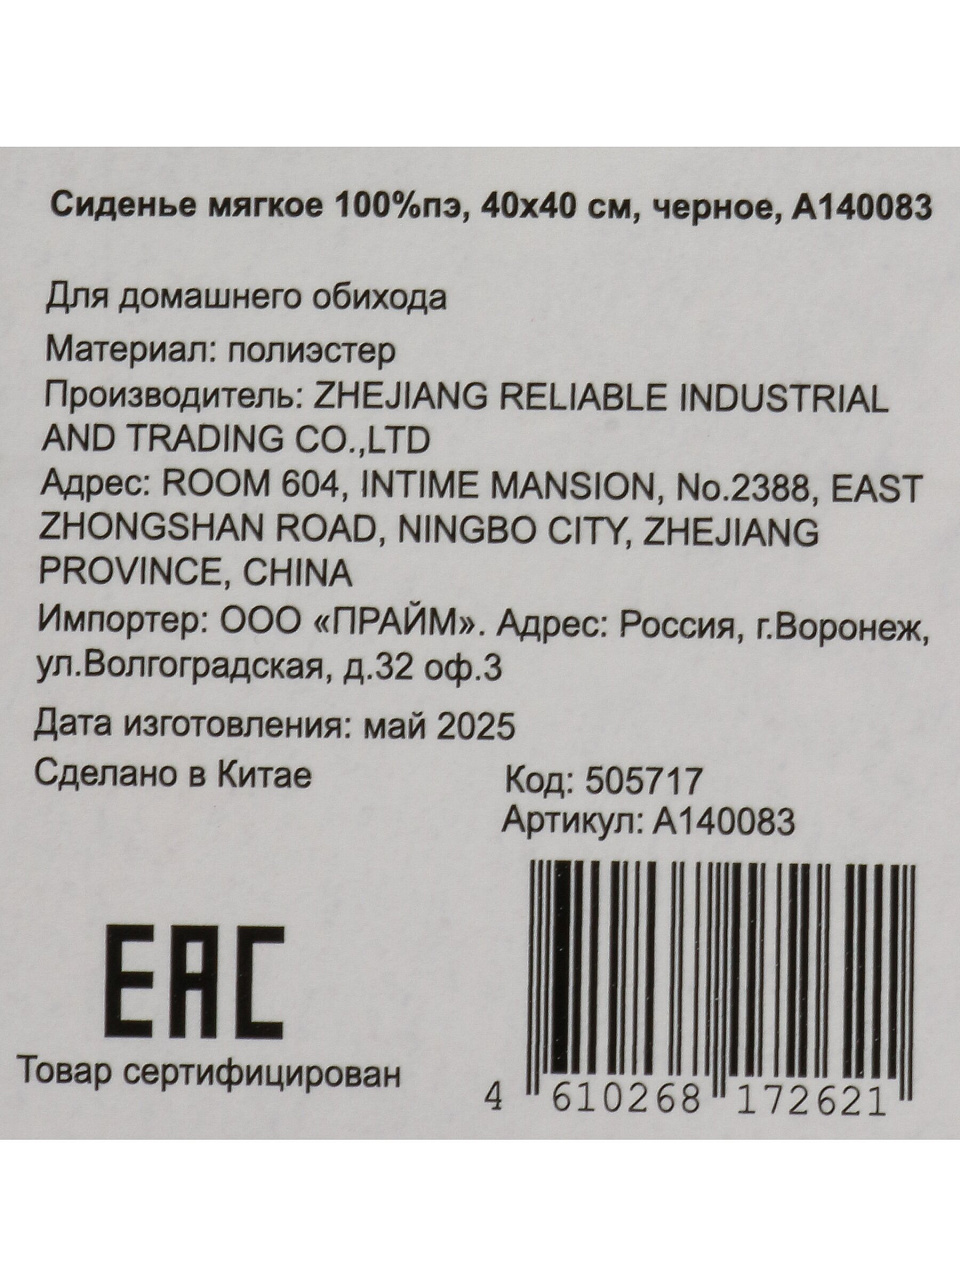 Сиденье мягкое 100%пэ, 40х40 см, черное, А140083
Для домашнего обихода
Материал: полиэстер
Производитель: ZHEJIANG RELIABLE INDUSTRIAL
AND TRADING CO.,LTD
Адрес: ROOM 604, INTIME MANSION, No.2388, EAST
ZHONGSHAN ROAD, NINGBO CITY, ZHEJIANG
PROVINCE, CHINA
Импортер: ООО «ПРАЙМ». Адрес: Россия, г.Воронеж,
ул.Волгоградская, д.32 оф.3
Дата изготовления: май 2025
Сделано в Китае
Код: 505717
Артикул: А140083
EAC
Товар сертифицирован
4 610268 172621